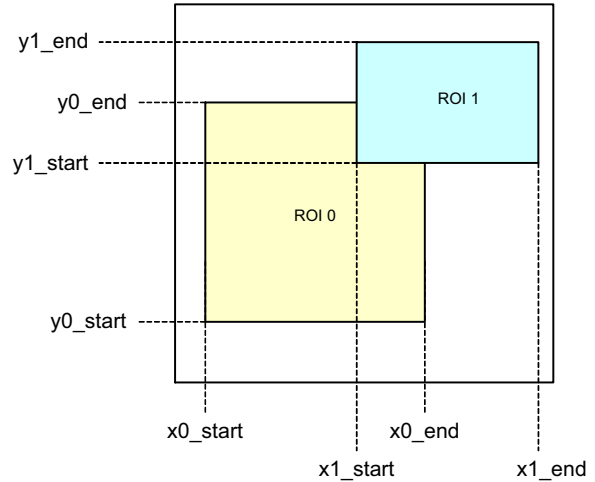 y1_end
y0_end
ROI 1
y1_start
ROI 0
y0_start
x0_start
x0_end
x1_start
x1_end